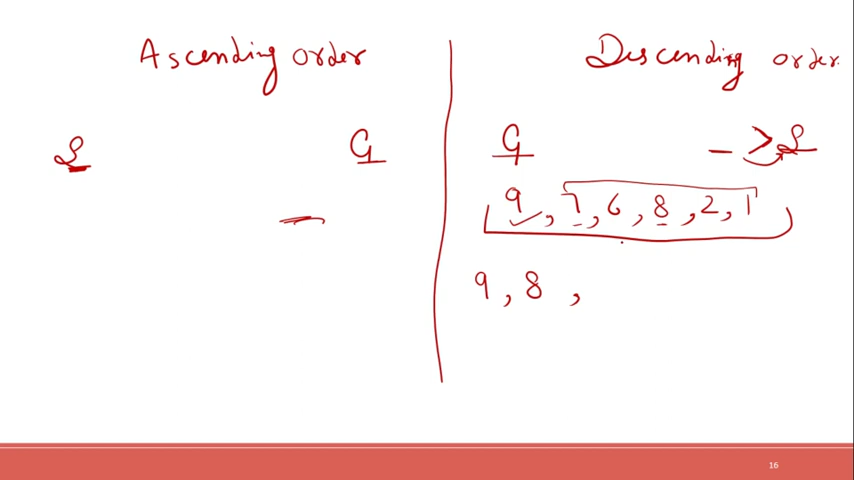 Ascending order
Descending order.
S G
G - > S
9, 7, 6, 8, 2, 1
9, 8,
16